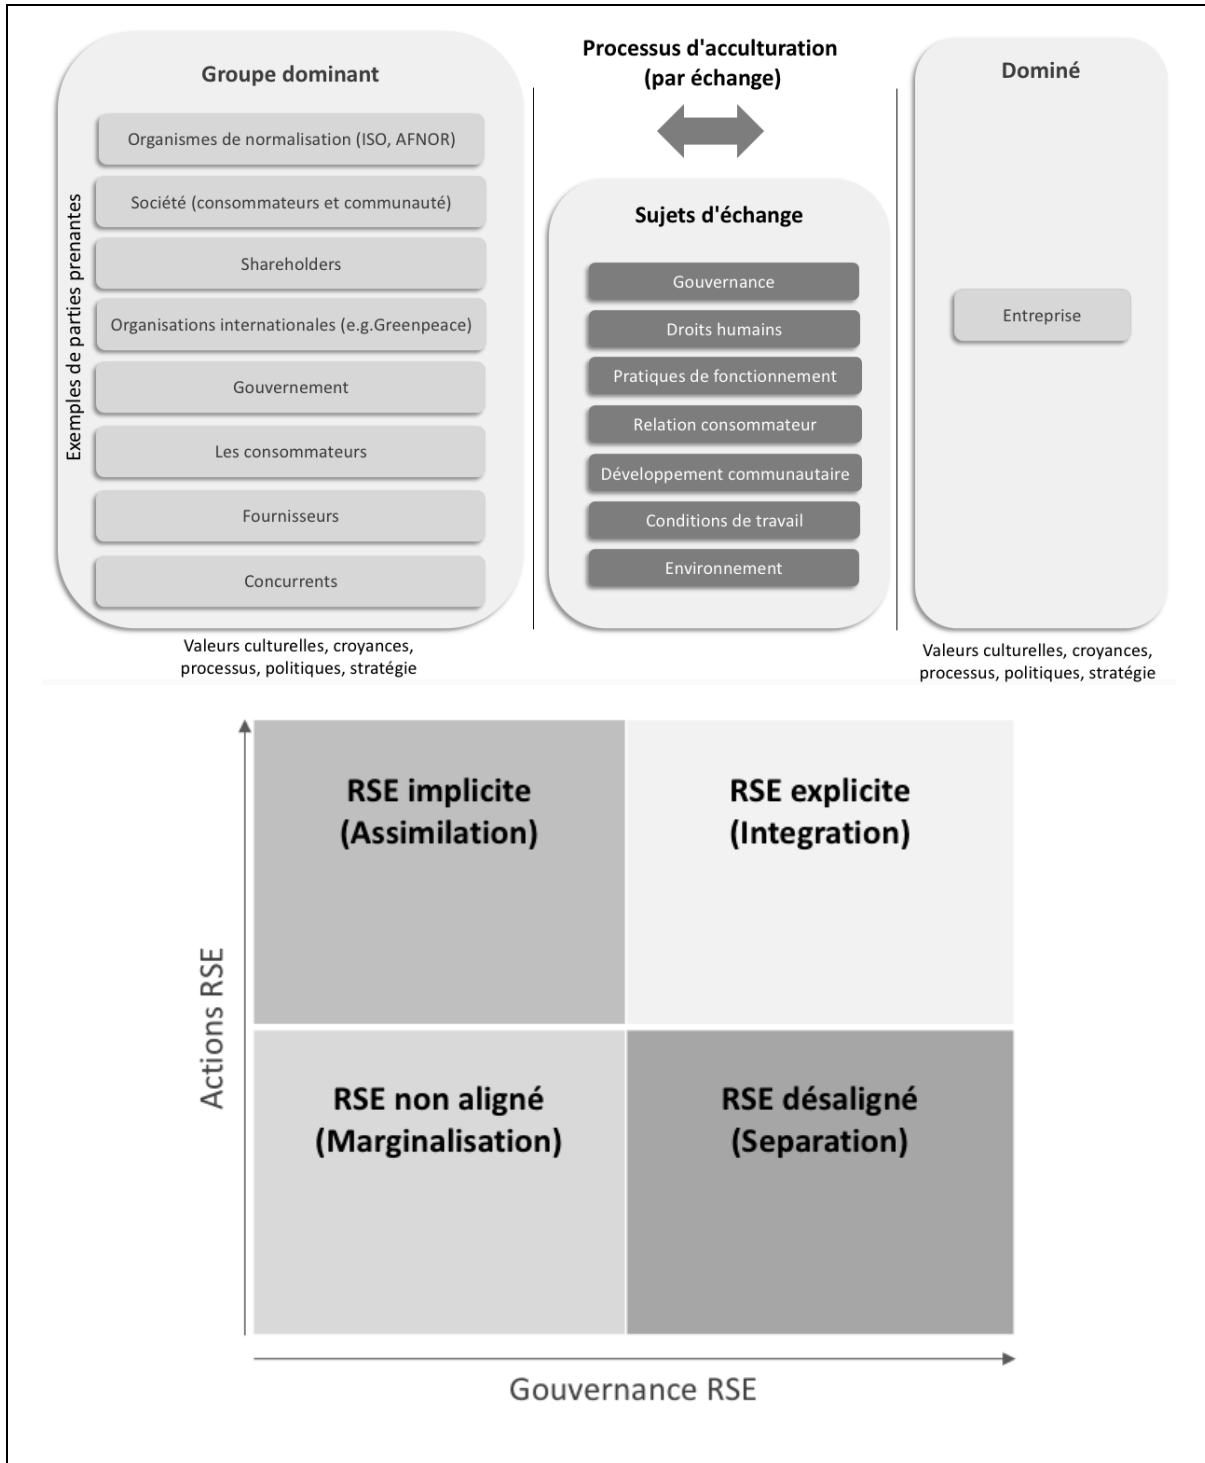 Groupe dominant
Exemples de parties prenantes
Organismes de normalisation (ISO, AFNOR)
Société (consommateurs et communauté)
Shareholders
Organisations internationales (e.g.Greenpeace)
Gouvernement
Les consommateurs
Fournisseurs
Concurrents
Valeurs culturelles, croyances,
processus, politiques, stratégie
Processus d'acculturation
(par échange)
Sujets d'échange
Gouvernance
Droits humains
Pratiques de fonctionnement
Relation consommateur
Développement communautaire
Conditions de travail
Environnement
Dominé
Entreprise
Valeurs culturelles, croyances,
processus, politiques, stratégie
Actions RSE
RSE implicite
(Assimilation)
RSE explicite
(Integration)
RSE non aligné
(Marginalisation)
RSE désaligné
(Separation)
Gouvernance RSE